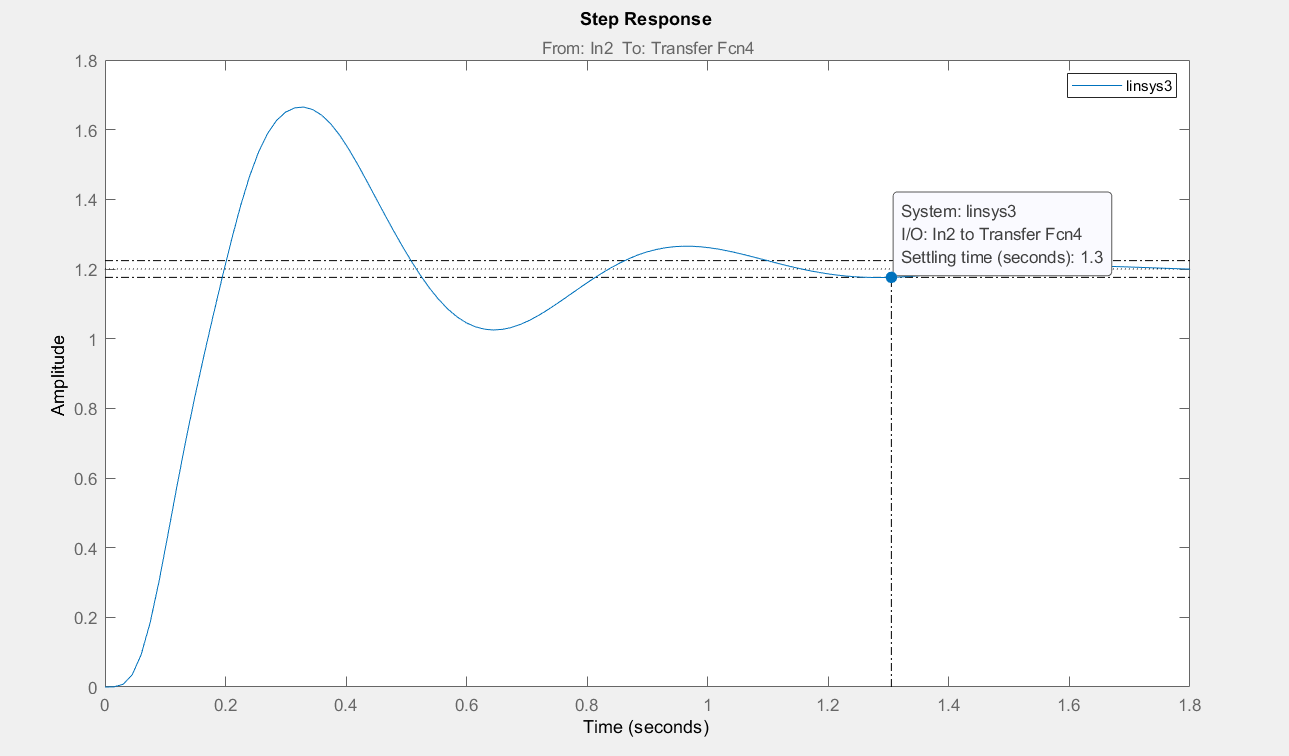 Step Response
From: In2 To: Transfer Fcn4
1.8
1.6
1.4
1.2
1
0.8
0.6
0.4
0.2
0
Amplitude
linsys3
System: linsys3
I/O: In2 to Transfer Fcn4
Settling time (seconds): 1.3
0 0.2 0.4 0.6 0.8 1 1.2 1.4 1.6 1.8
Time (seconds)